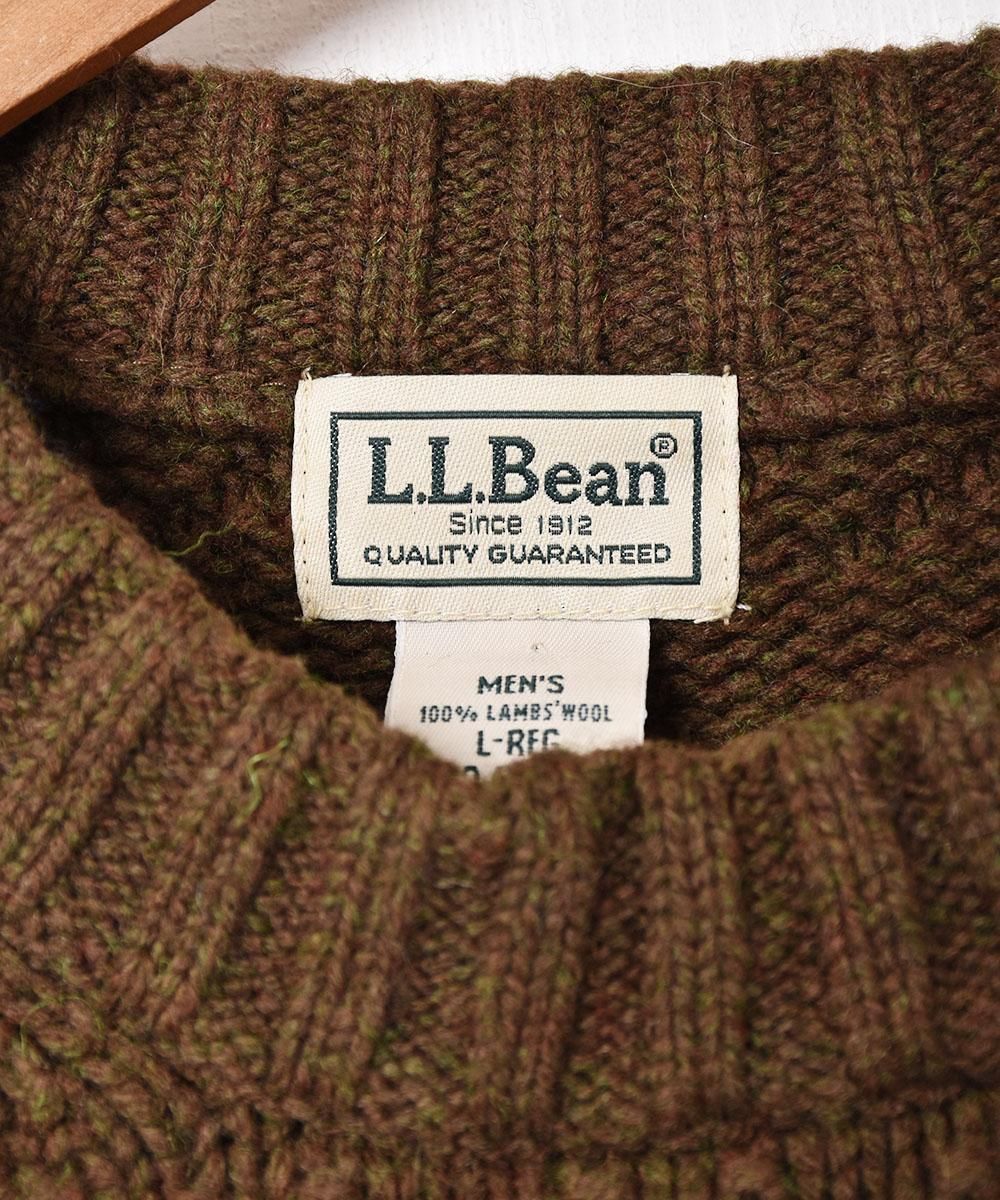 L.L.Bean®
Since 1912
QUALITY GUARANTEED
MEN'S
100% LAMBS' WOOL
L-REG